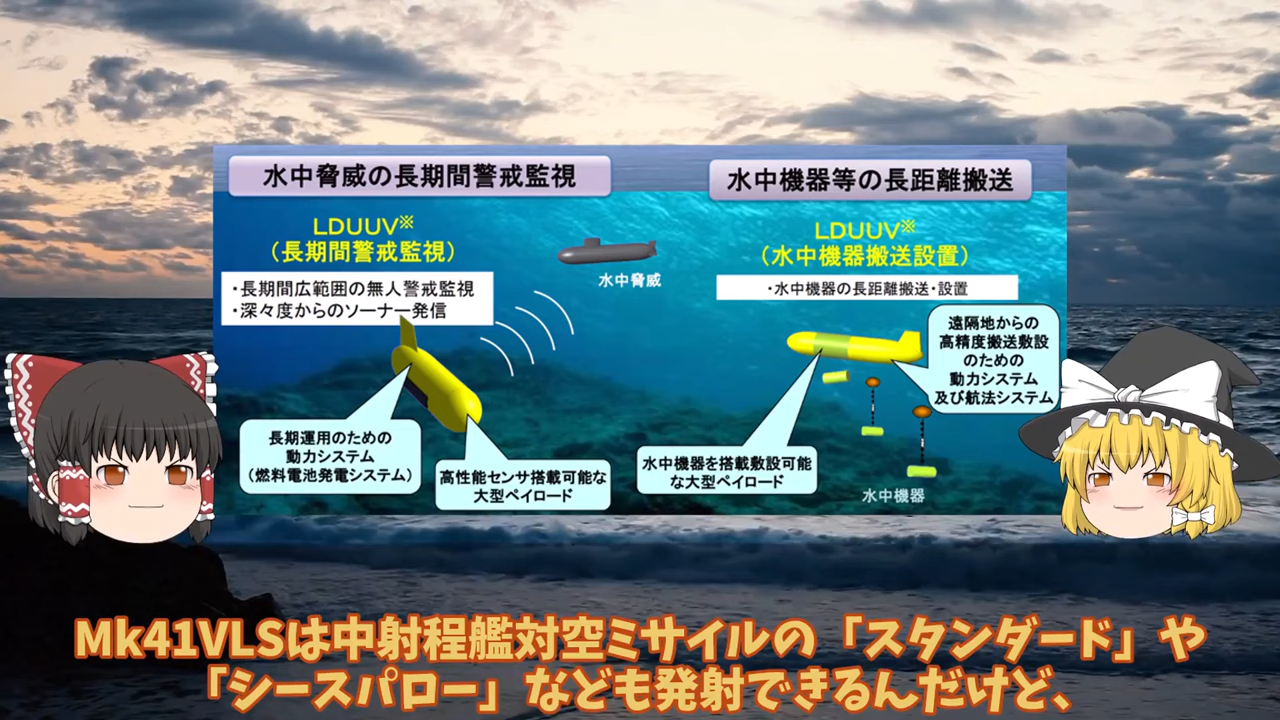 水中脅威の長期間警戒監視
LDUUV※
（長期間警戒監視）
・長期間広範囲の無人警戒監視
・深々度からのソーナー発信
水中脅威
長期運用のための
動力システム
（燃料電池発電システム）
高性能センサ搭載可能な
大型ペイロード
水中機器等の長距離搬送
LDUUV※
（水中機器搬送設置）
・水中機器の長距離搬送・設置
遠隔地からの
高精度搬送敷設
のための
動力システム
及び航法システム
水中機器を搭載敷設可能
な大型ペイロード
水中機器
Mk41VLSは中射程艦対空ミサイルの「スタンダード」や
「シースパロー」なども発射できるんだけど、